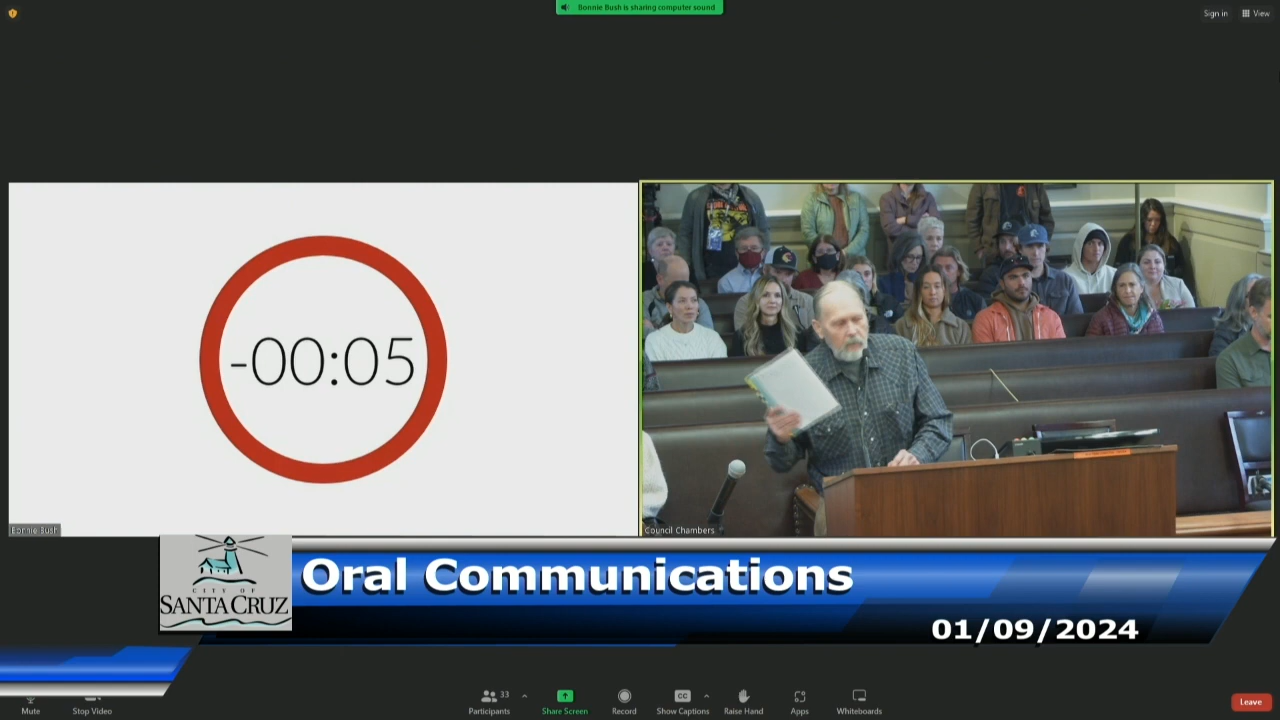 Bonnie Bush is sharing computer sound
Sign in
View
-00:05
Bonnie Bush
Council Chambers
CITY OF
SANTA CRUZ
Oral Communications
01/09/2024
Mute
Stop Video
Participants
33
Share Screen
Record
CC
Show Captions
Raise Hand
Apps
Whiteboards
Leave